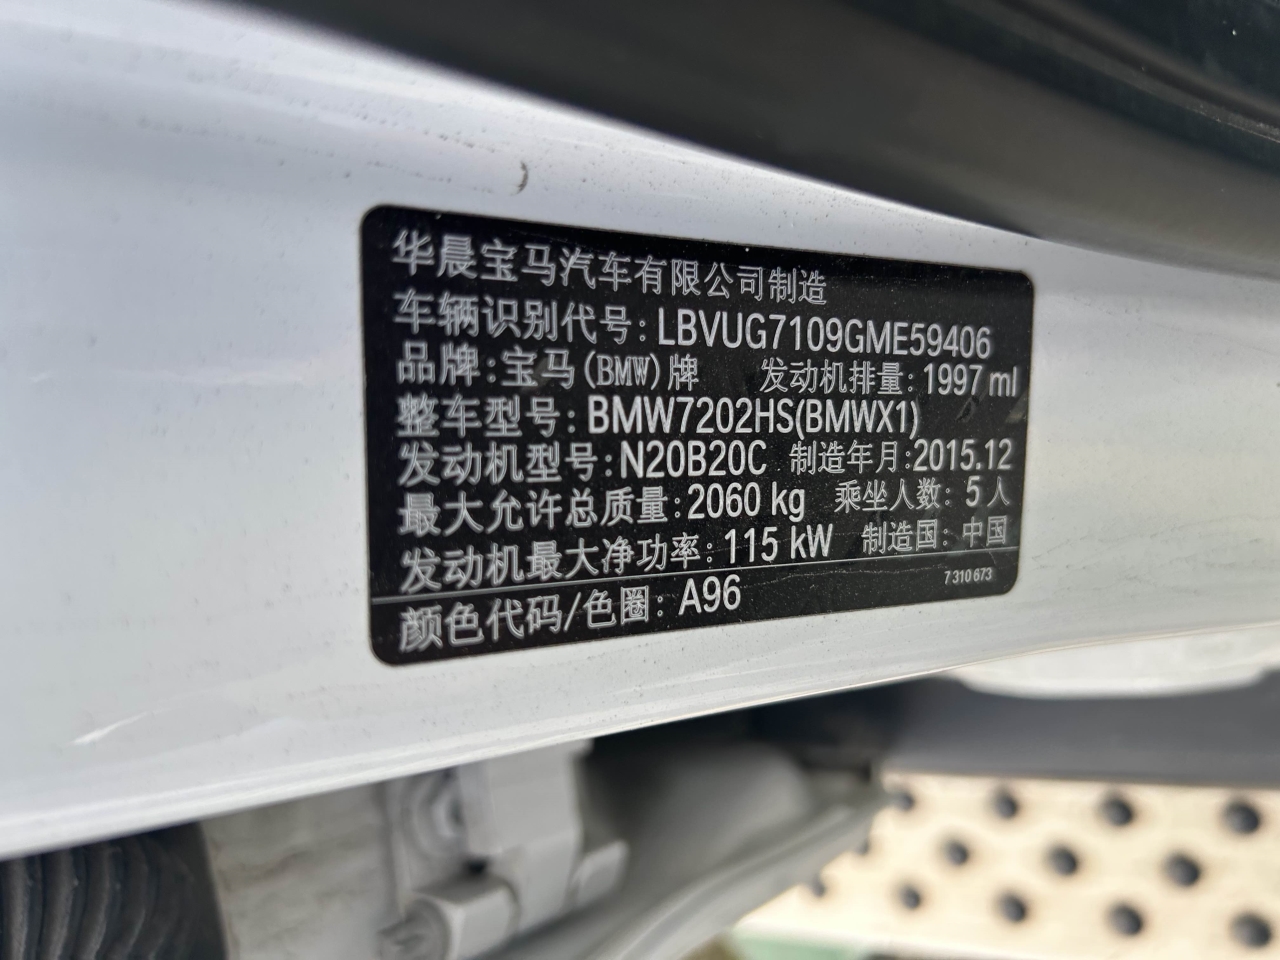 华晨宝马汽车有限公司制造
车辆识别代号:LBVUG7109GME59406
品牌:宝马(BMW)牌 发动机排量:1997 ml
整车型号:BMW7202HS(BMWX1)
发动机型号:N20B20C 制造年月:2015.12
最大允许总质量:2060 kg 乘坐人数:5人
发动机最大净功率:115 kW 制造国:中国
7 310 673
颜色代码/色圈:A96